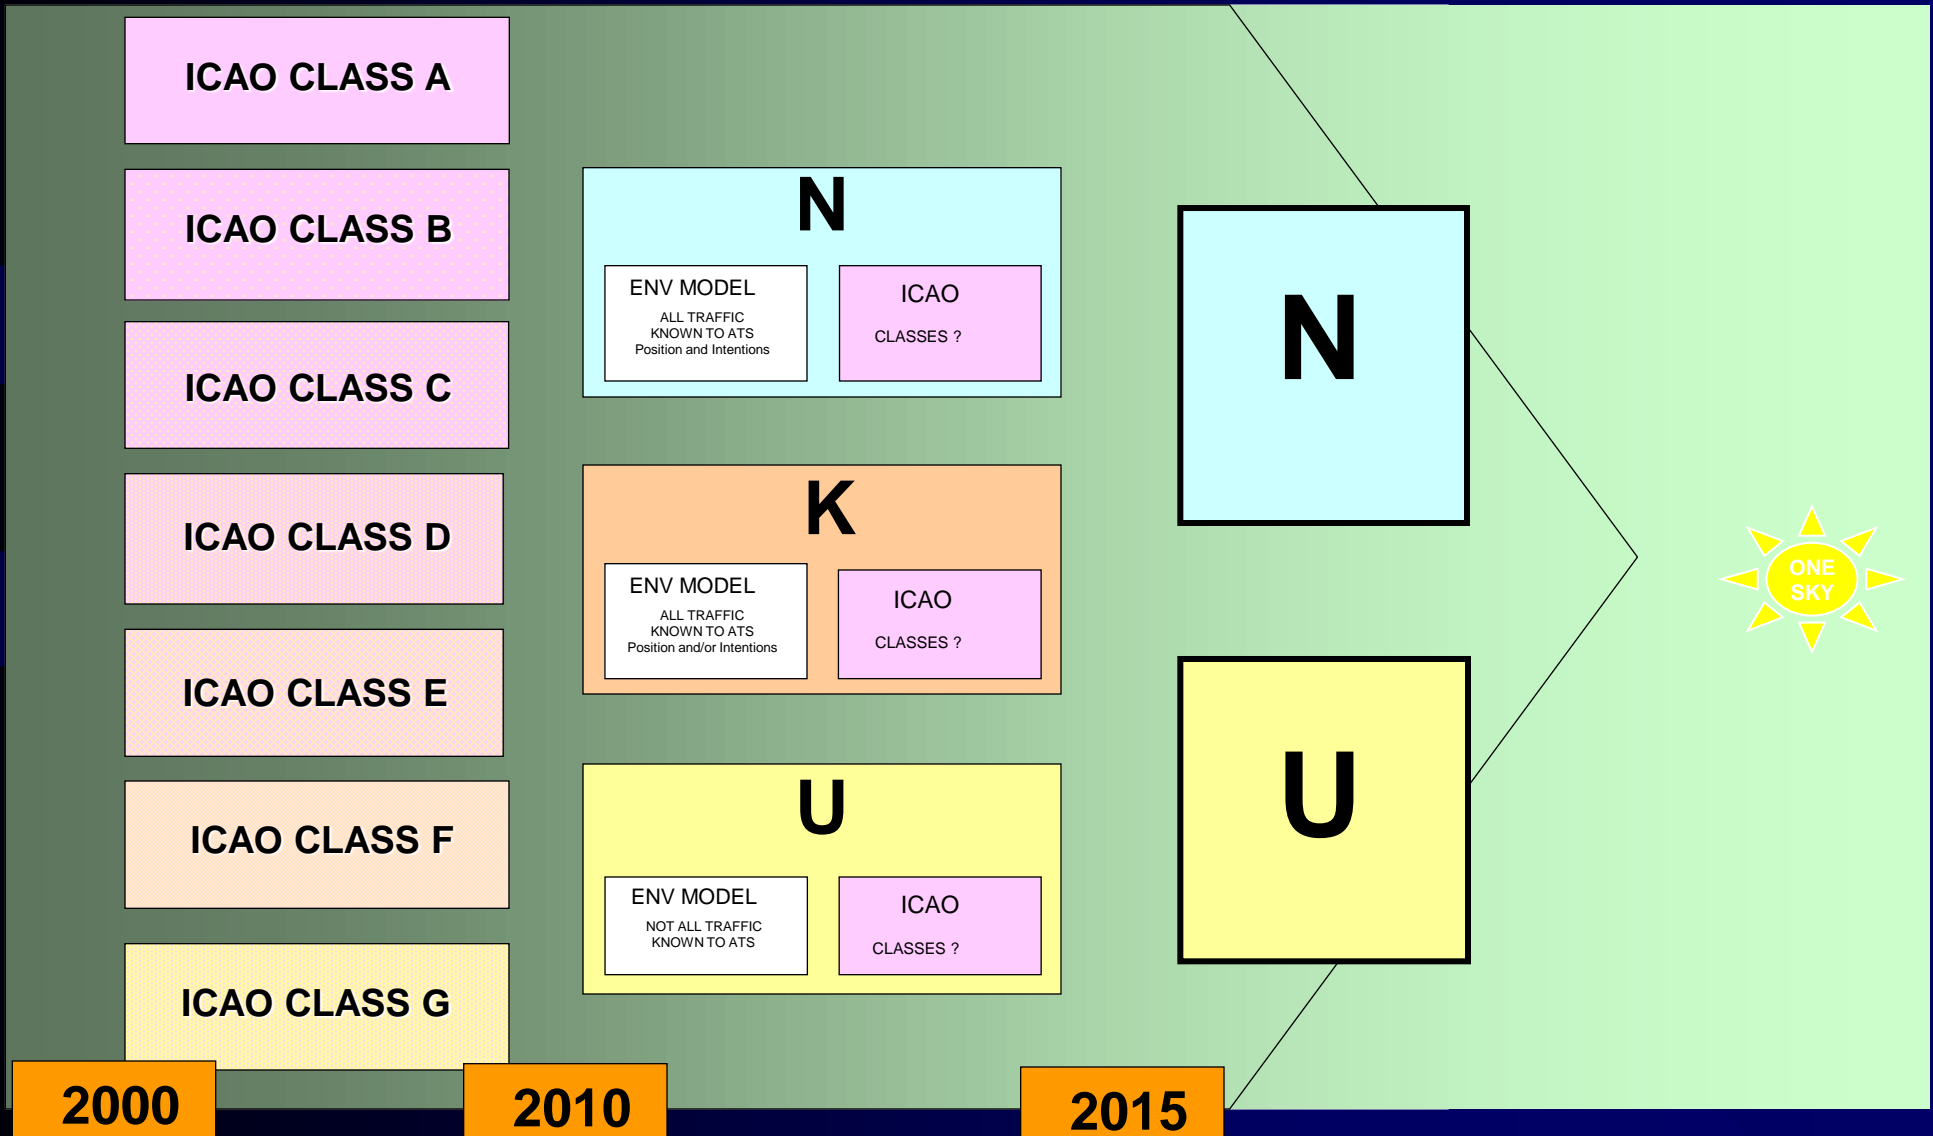 ICAO CLASS A
ICAO CLASS B
ICAO CLASS C
ICAO CLASS D
ICAO CLASS E
ICAO CLASS F
ICAO CLASS G
N
ENV MODEL
ALL TRAFFIC
KNOWN TO ATS
Position and Intentions
ICAO
CLASSES ?
K
ENV MODEL
ALL TRAFFIC
KNOWN TO ATS
Position and/or Intentions
ICAO
CLASSES ?
U
ENV MODEL
NOT ALL TRAFFIC
KNOWN TO ATS
ICAO
CLASSES ?
N
U
ONE
SKY
2000
2010
2015